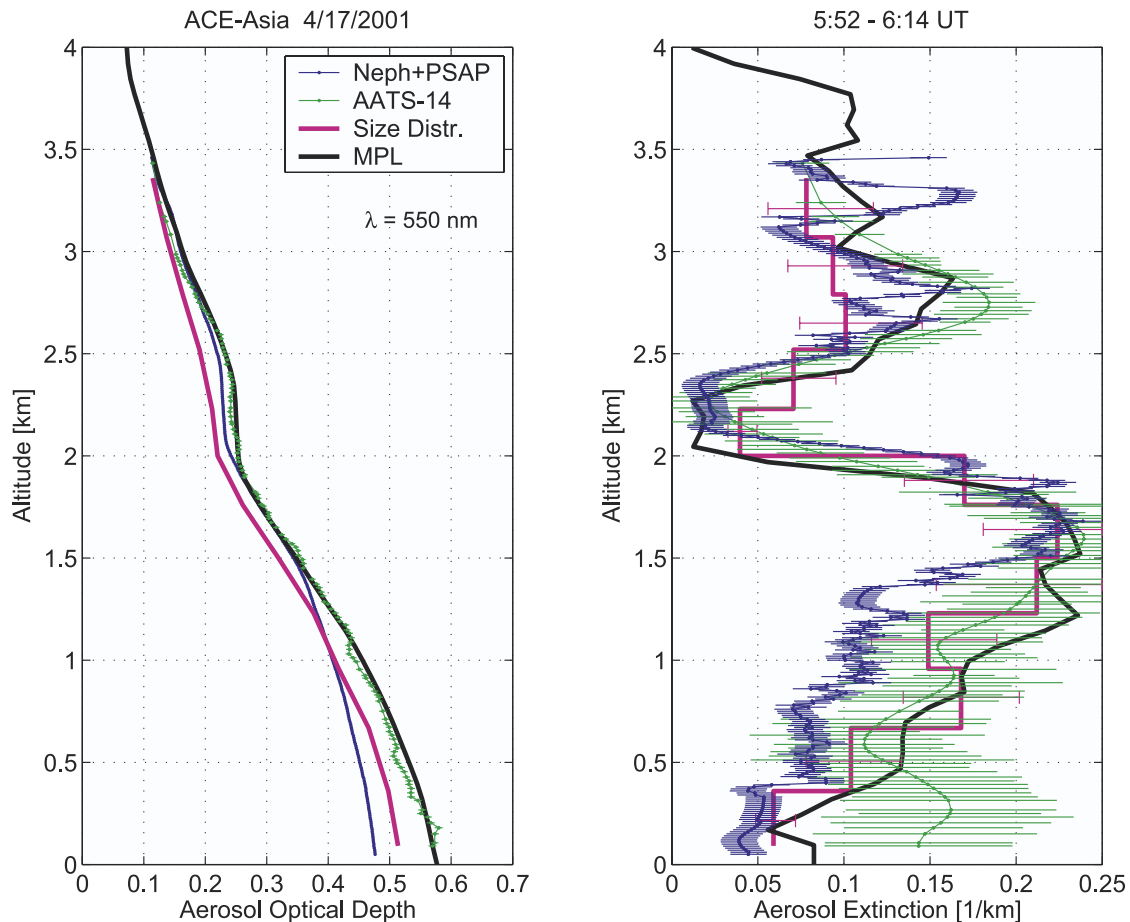 ACE-Asia 4/17/2001
4
3.5
3
2.5
2
1.5
1
0.5
0
Altitude [km]
0 0.1 0.2 0.3 0.4 0.5 0.6 0.7
Aerosol Optical Depth
Neph+PSAP
AATS-14
Size Distr.
MPL
λ = 550 nm
5:52 - 6:14 UT
4
3.5
3
2.5
2
1.5
1
0.5
0
Altitude [km]
0 0.05 0.1 0.15 0.2 0.25
Aerosol Extinction [1/km]